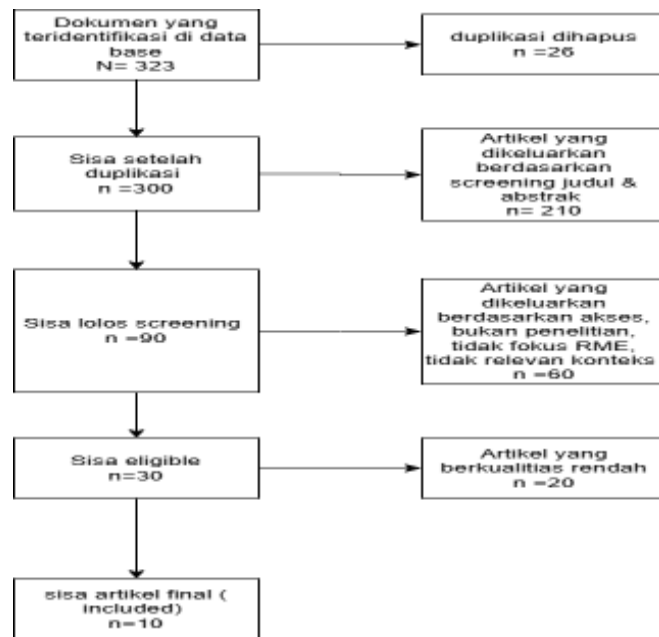 Dokumen yang
teridentifikasi di data
base
N= 323
duplikasi dihapus
n =26
Sisa setelah
duplikasi
n =300
Artikel yang
dikeluarkan
berdasarkan
screening judul &
abstrak
n= 210
Sisa lolos screening
n =90
Artikel yang
dikeluarkan
berdasarkan akses,
bukan penelitian,
tidak fokus RME,
tidak relevan konteks
n =60
Sisa eligible
n=30
Artikel yang
berkualitias rendah
n =20
sisa artikel final (
included)
n=10